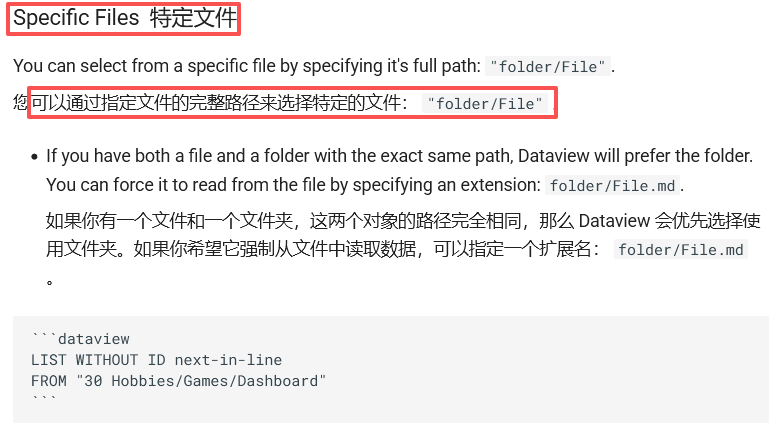 Specific Files 特定文件
You can select from a specific file by specifying it's full path: "folder/File".
您可以通过指定文件的完整路径来选择特定的文件： "folder/File" .
• If you have both a file and a folder with the exact same path, Dataview will prefer the folder.
You can force it to read from the file by specifying an extension: folder/File.md.
如果你有一个文件和一个文件夹，这两个对象的路径完全相同，那么 Dataview 会优先选择使
用文件夹。如果你希望它强制从文件中读取数据，可以指定一个扩展名： folder/File.md
。
```dataview
LIST WITHOUT ID next-in-line
FROM "30 Hobbies/Games/Dashboard"
```